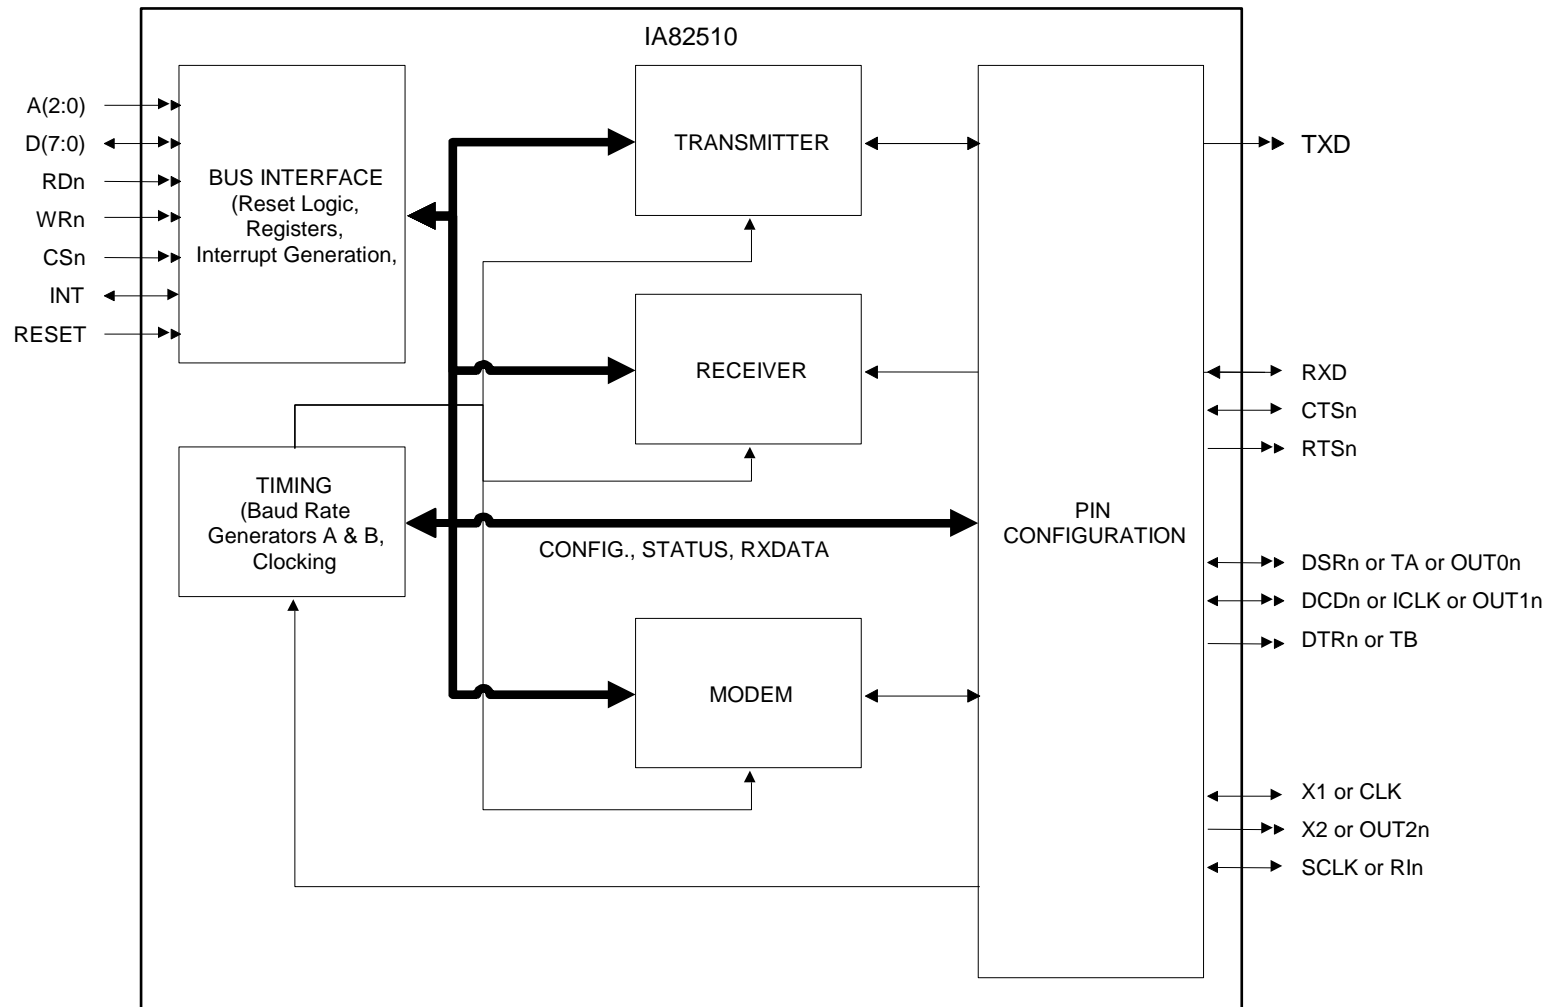 IA82510
A(2:0)
D(7:0)
RDn
WRn
CSn
INT
RESET
BUS INTERFACE
(Reset Logic,
Registers,
Interrupt Generation,
TRANSMITTER
TXD
RECEIVER
RXD
CTSn
RTSn
TIMING
(Baud Rate
Generators A & B,
Clocking
CONFIG., STATUS, RXDATA
PIN
CONFIGURATION
DSRn or TA or OUT0n
DCDn or ICLK or OUT1n
DTRn or TB
MODEM
X1 or CLK
X2 or OUT2n
SCLK or RIn